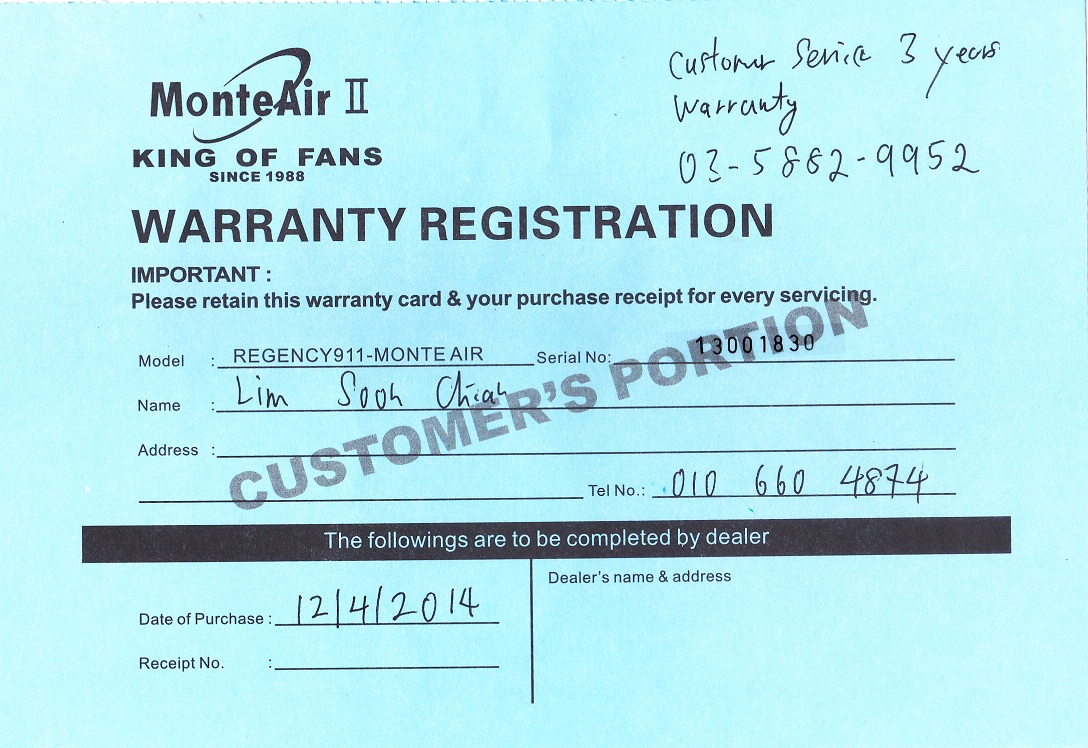 MonteAir II
KING OF FANS
SINCE 1988
Customer Service 3 years
Warranty
03-5882-9952
WARRANTY REGISTRATION
IMPORTANT :
Please retain this warranty card & your purchase receipt for every servicing.
Model : REGENCY911-MONTE AIR Serial No: 13001830
Name : Lim Sooh Chiah
Address :
CUSTOMER'S PORTION
Tel No.: 010 660 4874
The followings are to be completed by dealer
Dealer's name & address
Date of Purchase : 12/4/2014
Receipt No. :